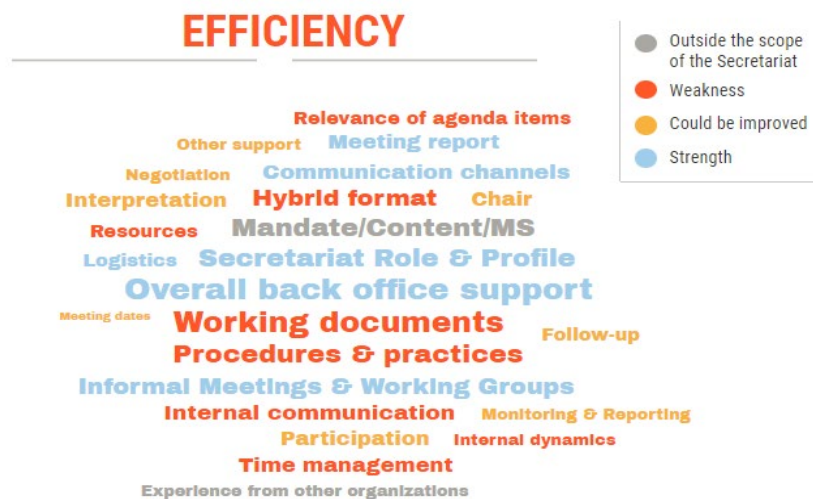 EFFICIENCY
Outside the scope
of the Secretariat
Weakness
Could be improved
Strength
Relevance of agenda items
Other support Meeting report
Negotiation Communication channels
Interpretation Hybrid format Chair
Resources Mandate/Content/MS
Logistics Secretariat Role & Profile
Overall back office support
Meeting dates Working documents Follow-up
Procedures & practices
Informal Meetings & Working Groups
Internal communication Monitoring & Reporting
Participation Internal dynamics
Time management
Experience from other organizations